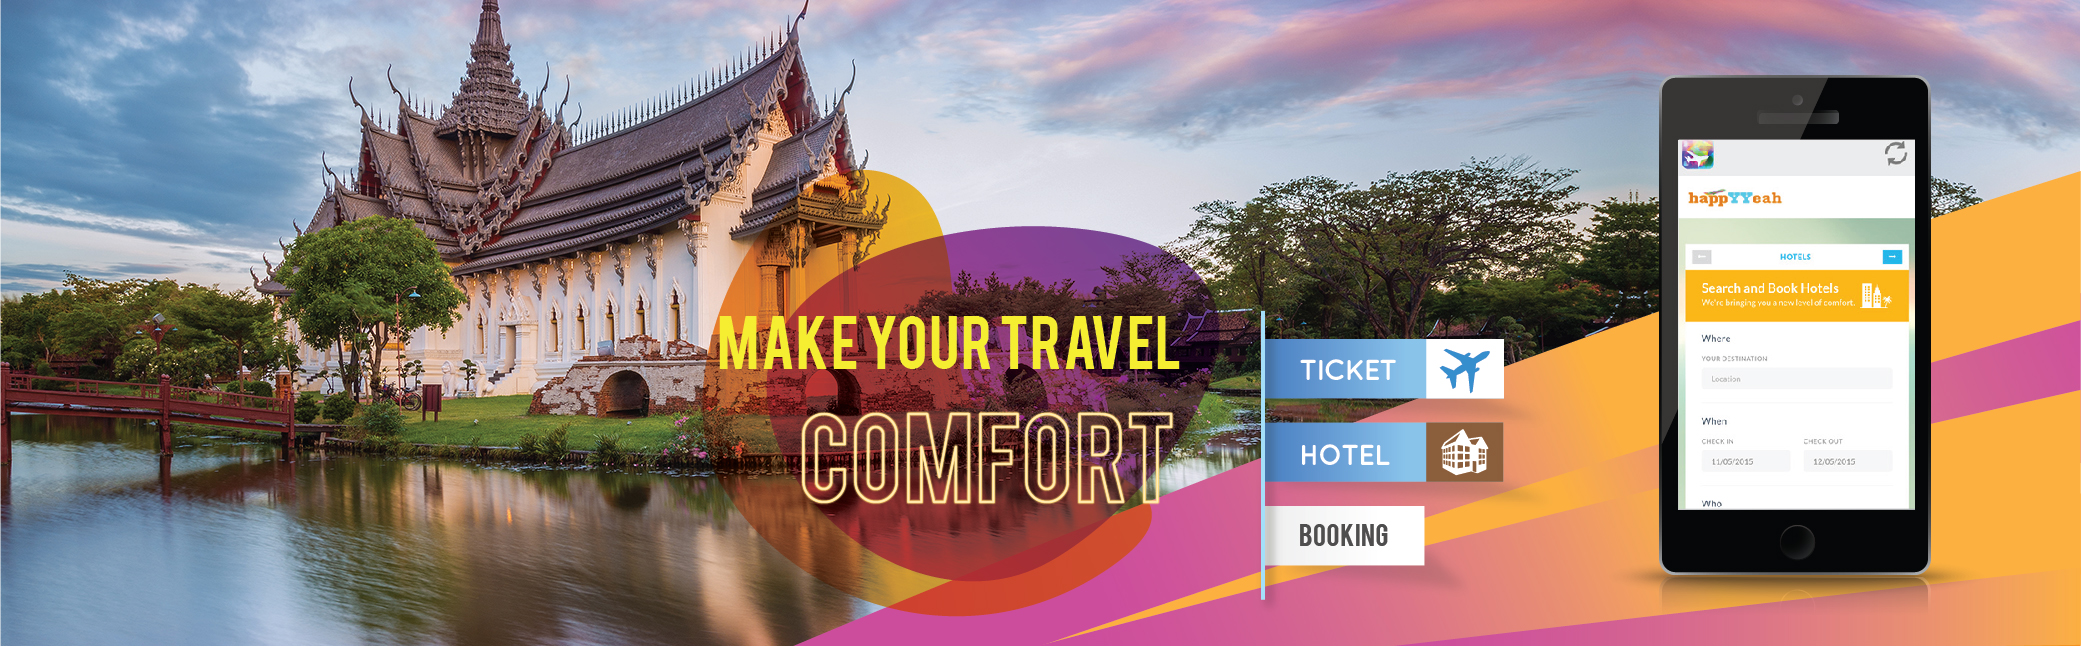 MAKE YOUR TRAVEL
COMFORT
TICKET
HOTEL
BOOKING
happYYeah
HOTELS
Search and Book Hotels
We're bringing you a new level of comfort.
Where
YOUR DESTINATION
Location
When
CHECK IN CHECK OUT
11/05/2015 12/05/2015
Who